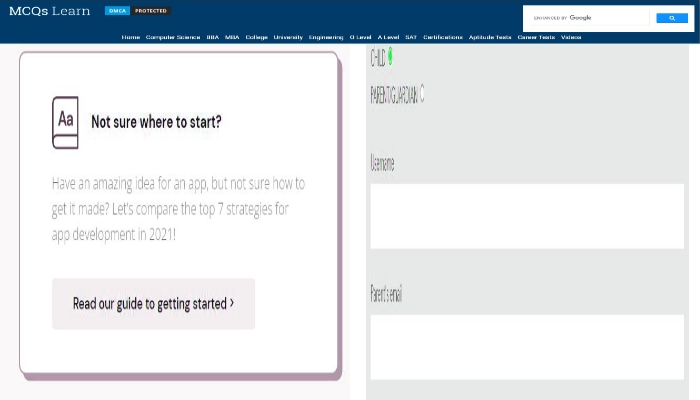 MCQs Learn
DMCA PROTECTED
ENHANCED BY Google
Home Computer Science BBA MBA College University Engineering O Level A Level SAT Certifications Aptitude Tests Career Tests Videos
Aa
Not sure where to start?
Have an amazing idea for an app, but not sure how to
get it made? Let's compare the top 7 strategies for
app development in 2021!
Read our guide to getting started ›
CHILD
PARENT/GUARDIAN
Username
Parent's email